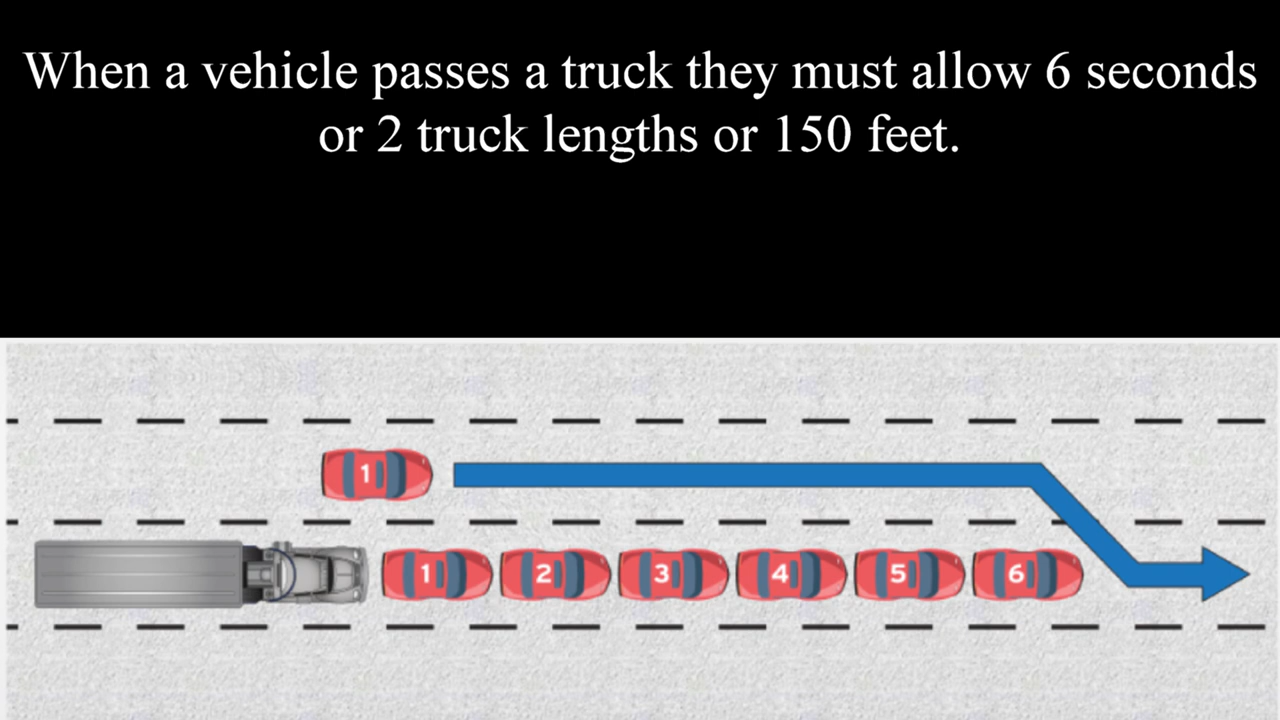 When a vehicle passes a truck they must allow 6 seconds
or 2 truck lengths or 150 feet.
1
1 2 3 4 5 6